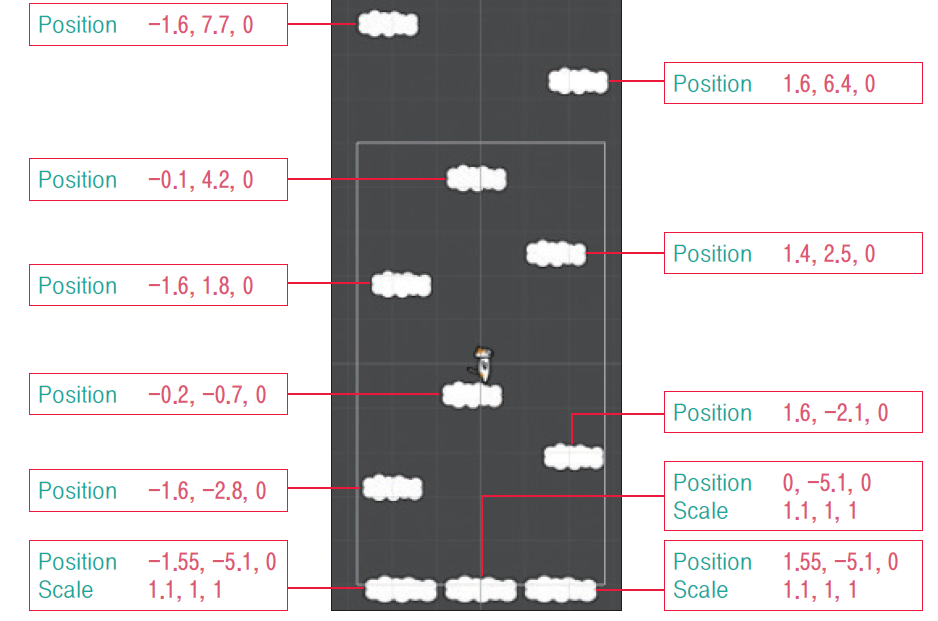 Position −1.6, 7.7, 0
Position 1.6, 6.4, 0
Position −0.1, 4.2, 0
Position 1.4, 2.5, 0
Position −1.6, 1.8, 0
Position −0.2, −0.7, 0
Position 1.6, −2.1, 0
Position −1.6, −2.8, 0
Position 0, −5.1, 0
Scale 1.1, 1, 1
Position −1.55, −5.1, 0
Scale 1.1, 1, 1
Position 1.55, −5.1, 0
Scale 1.1, 1, 1